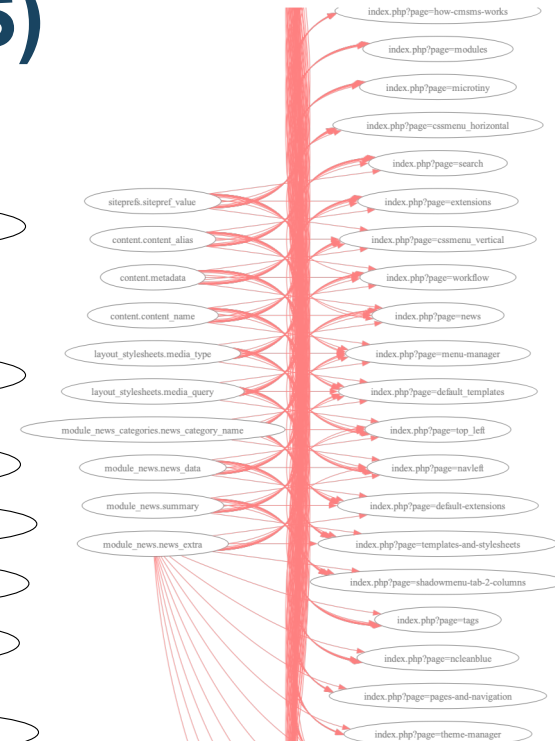 S)
index.php?page=how-cmsms-works
index.php?page=modules
index.php?page=microtiny
index.php?page=cssmenu_horizontal
index.php?page=search
siteprefs.sitepref_value
index.php?page=extensions
content.content_alias
index.php?page=cssmenu_vertical
content.metadata
index.php?page=workflow
content.content_name
index.php?page=news
layout_stylesheets.media_type
index.php?page=menu-manager
layout_stylesheets.media_query
index.php?page=default_templates
module_news_categories.news_category_name
index.php?page=top_left
module_news.news_data
index.php?page=navleft
module_news.summary
index.php?page=default-extensions
module_news.news_extra
index.php?page=templates-and-stylesheets
index.php?page=shadowmenu-tab-2-columns
index.php?page=tags
index.php?page=ncleanblue
index.php?page=pages-and-navigation
index.php?page=theme-manager